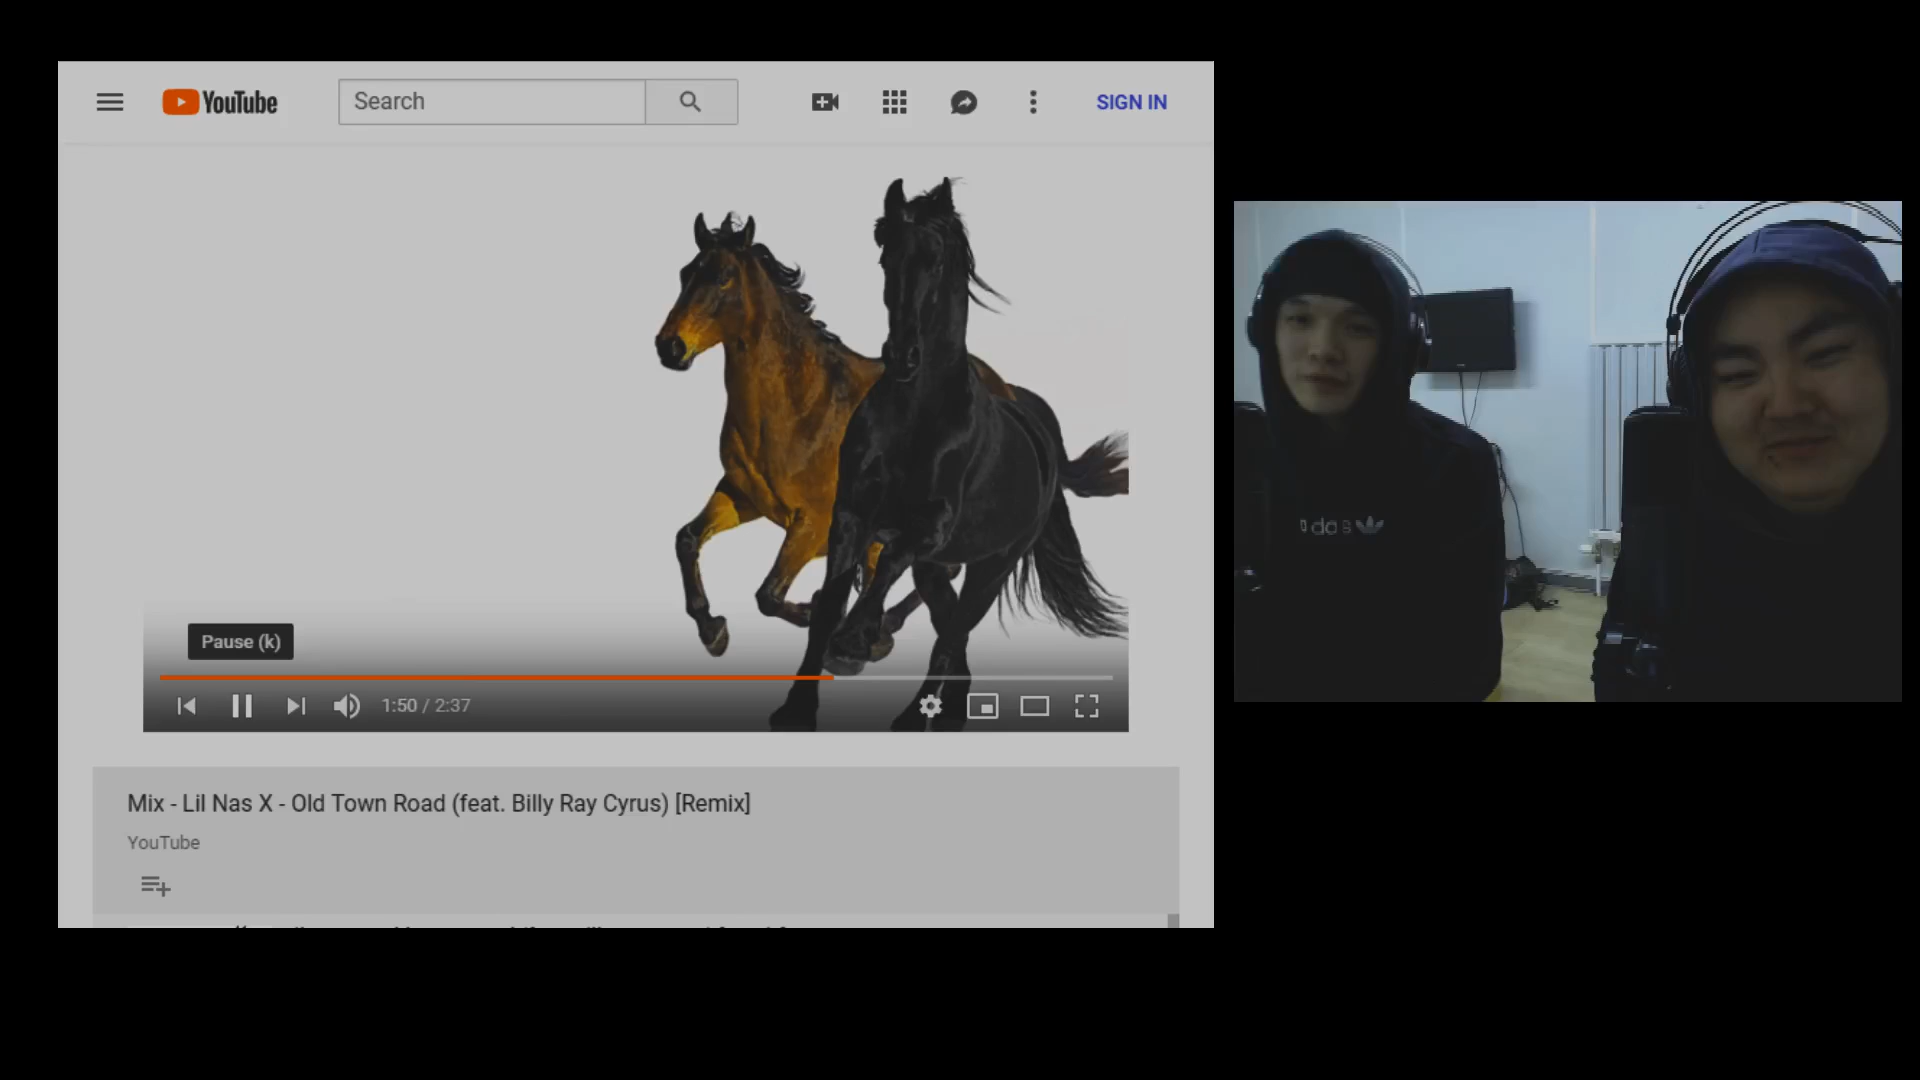 YouTube
Search
SIGN IN
Pause (k)
1:50 / 2:37
Mix - Lil Nas X - Old Town Road (feat. Billy Ray Cyrus) [Remix]
YouTube